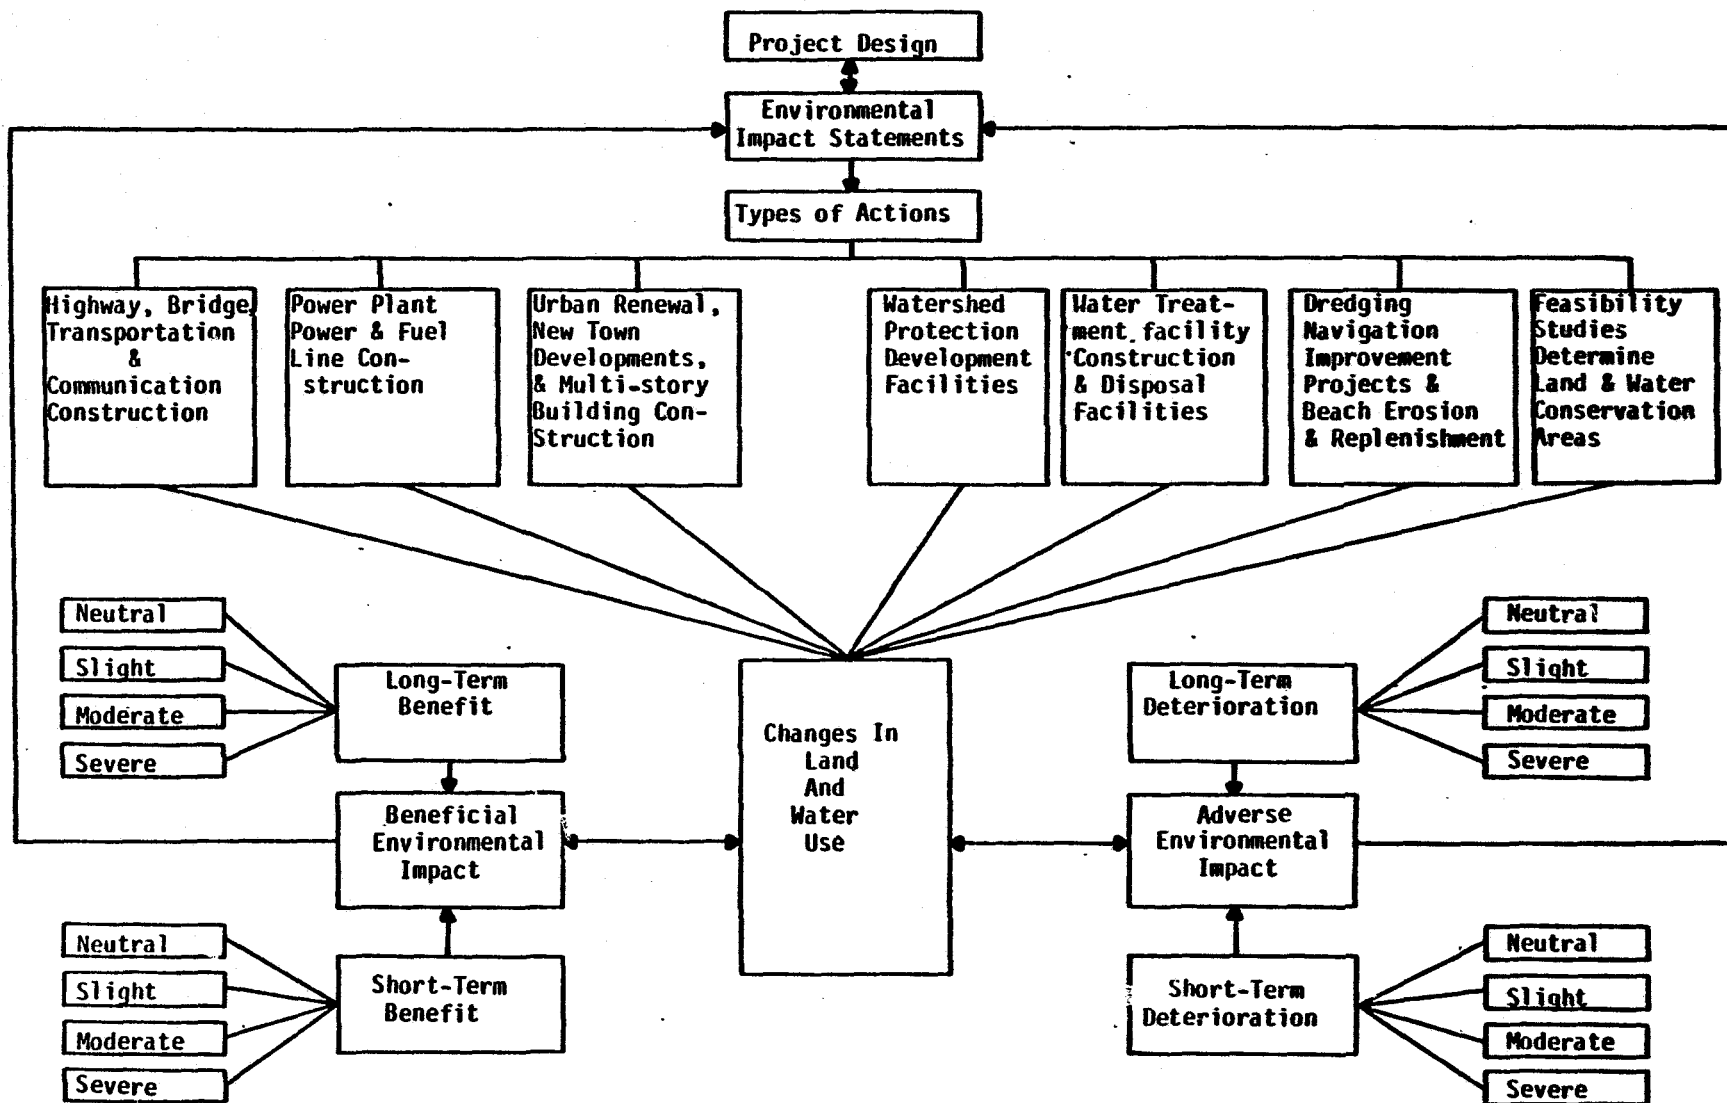 Project Design
Environmental
Impact Statements
Types of Actions
Highway, Bridge,
Transportation
&
Communication
Construction
Power Plant
Power & Fuel
Line Con-
struction
Urban Renewal,
New Town
Developments,
& Multi-story
Building Con-
Struction
Watershed
Protection
Development
Facilities
Water Treat-
ment facility
Construction
& Disposal
Facilities
Dredging
Navigation
Improvement
Projects &
Beach Erosion
& Replenishment
Feasibility
Studies
Determine
Land & Water
Conservation
Areas
Neutral
Slight
Moderate
Severe
Long-Term
Benefit
Beneficial
Environmental
Impact
Neutral
Slight
Moderate
Severe
Short-Term
Benefit
Changes In
Land
And
Water
Use
Long-Term
Deterioration
Neutral
Slight
Moderate
Severe
Adverse
Environmental
Impact
Short-Term
Deterioration
Neutral
Slight
Moderate
Severe